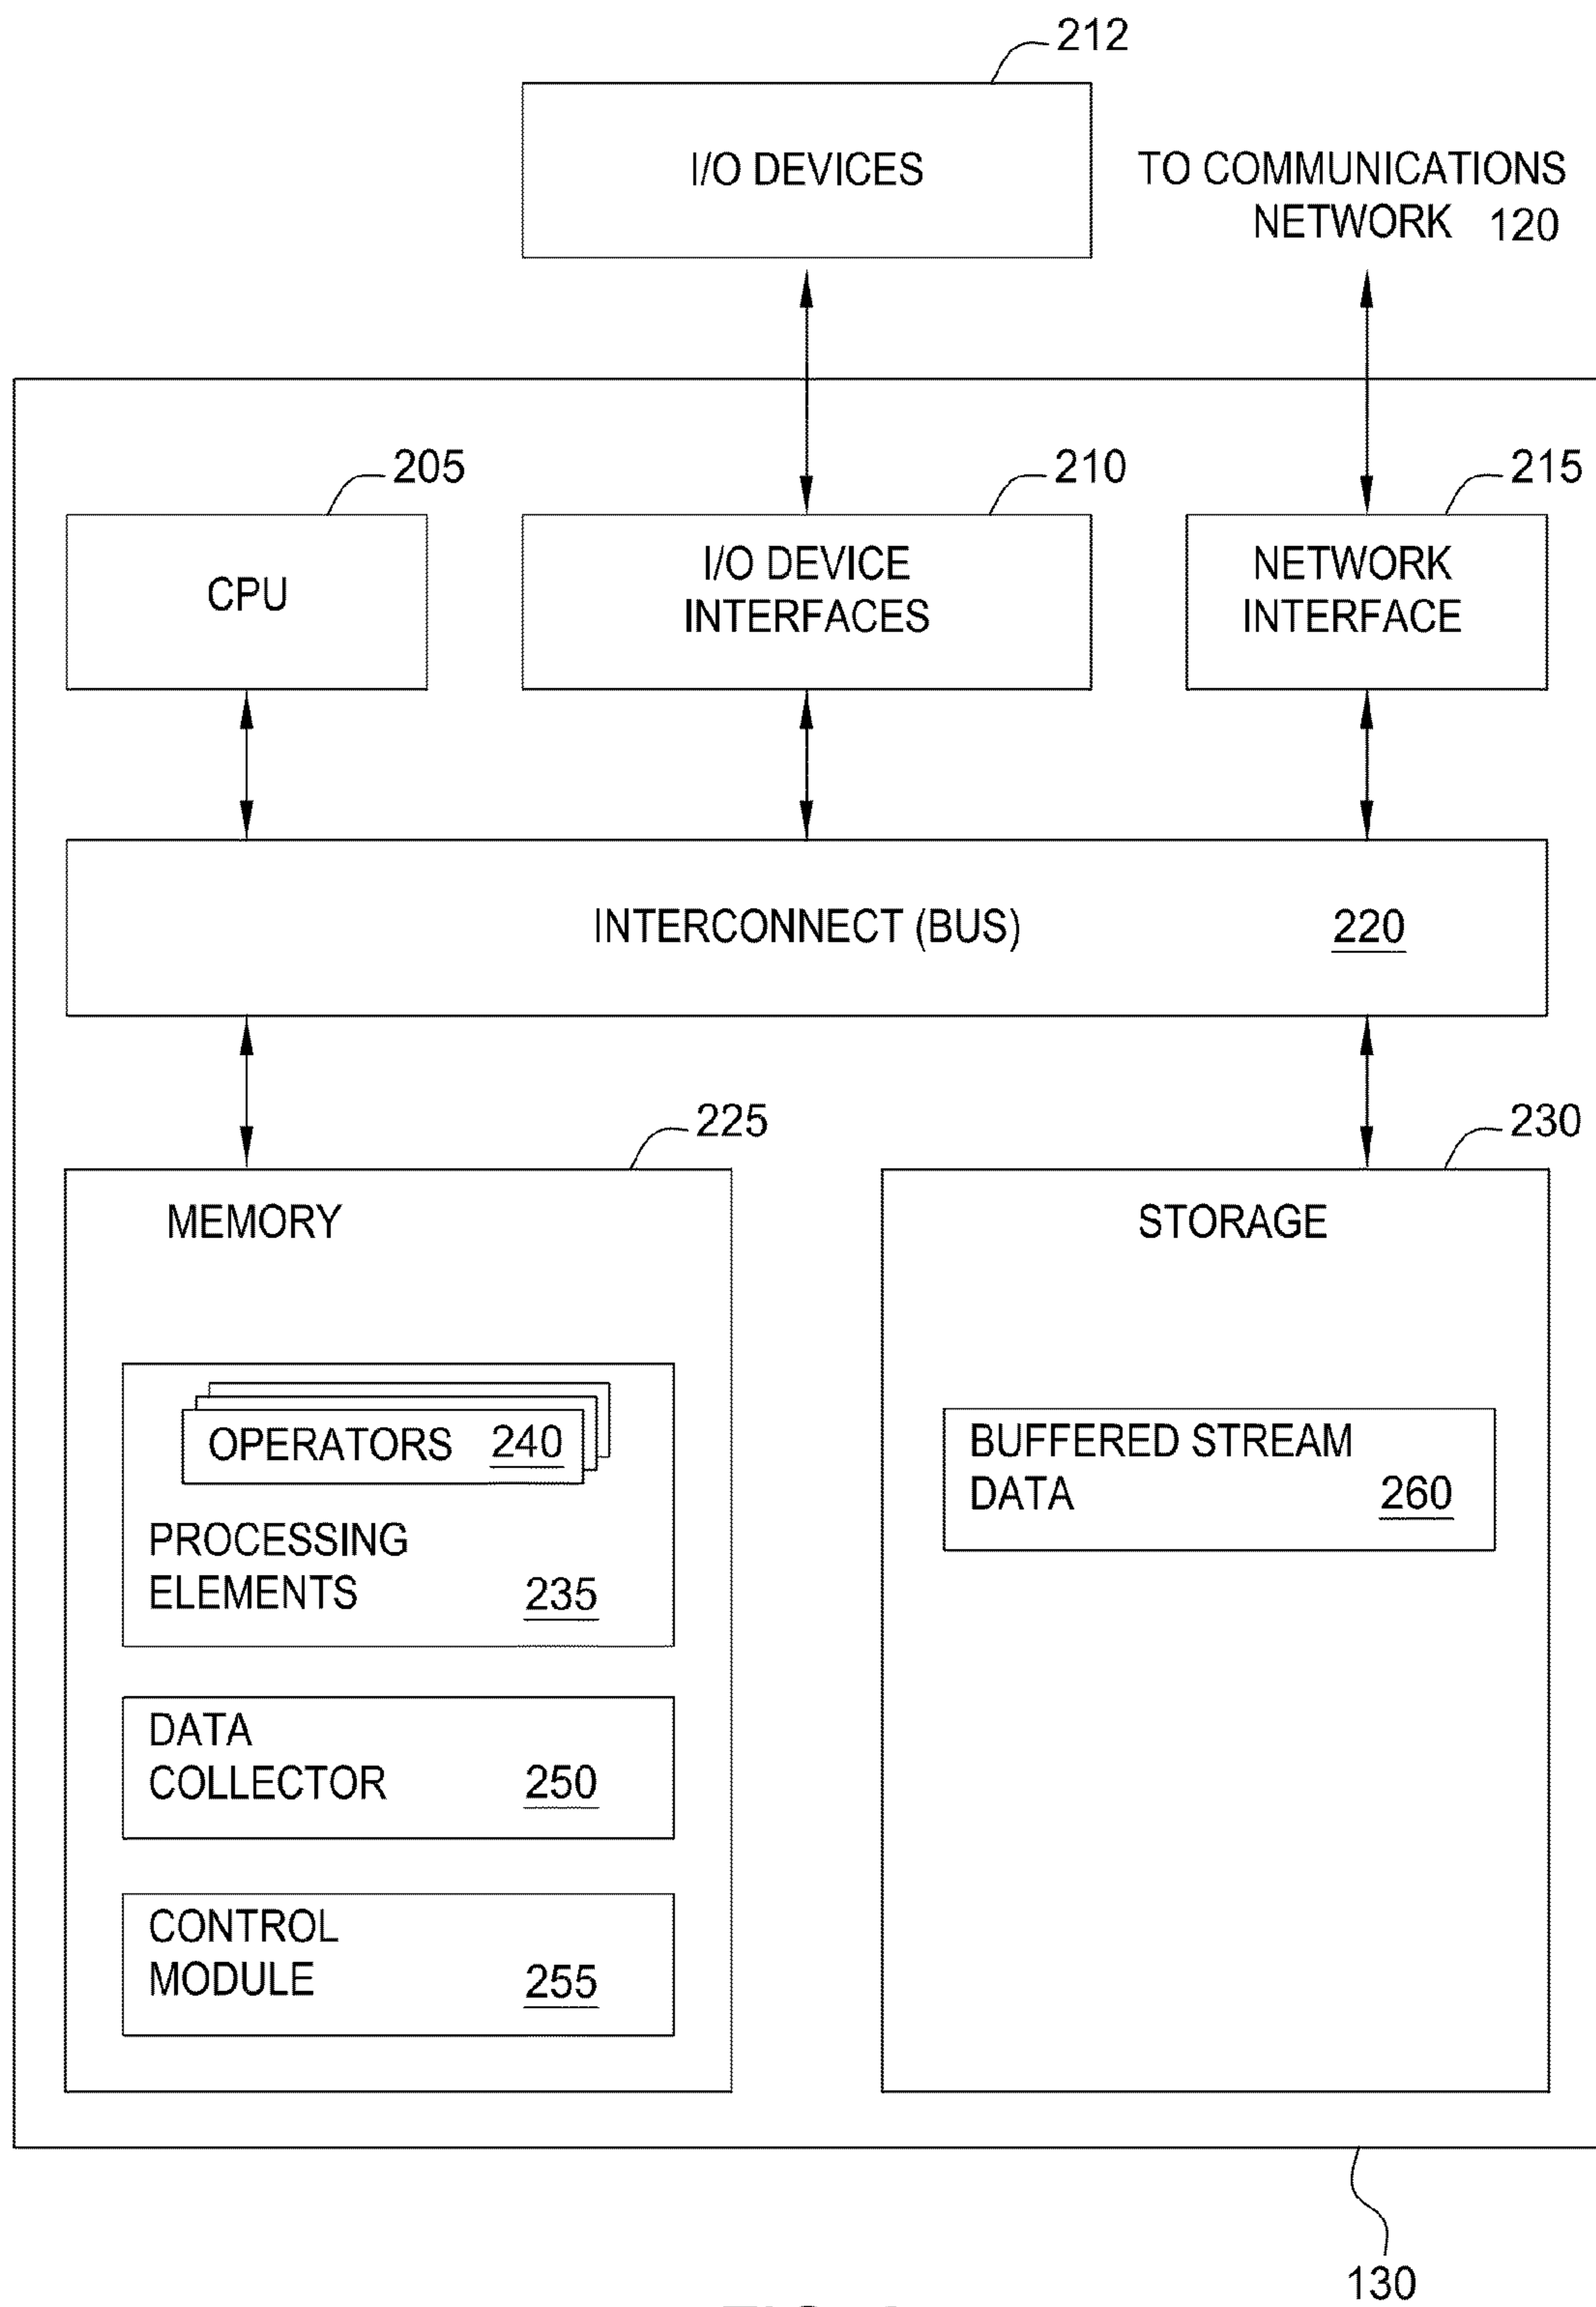 212
I/O DEVICES
TO COMMUNICATIONS
NETWORK 120
205
210
215
CPU
I/O DEVICE
INTERFACES
NETWORK
INTERFACE
INTERCONNECT (BUS) 220
225
230
MEMORY
STORAGE
OPERATORS 240
PROCESSING
ELEMENTS 235
BUFFERED STREAM
DATA 260
DATA
COLLECTOR 250
CONTROL
MODULE 255
130